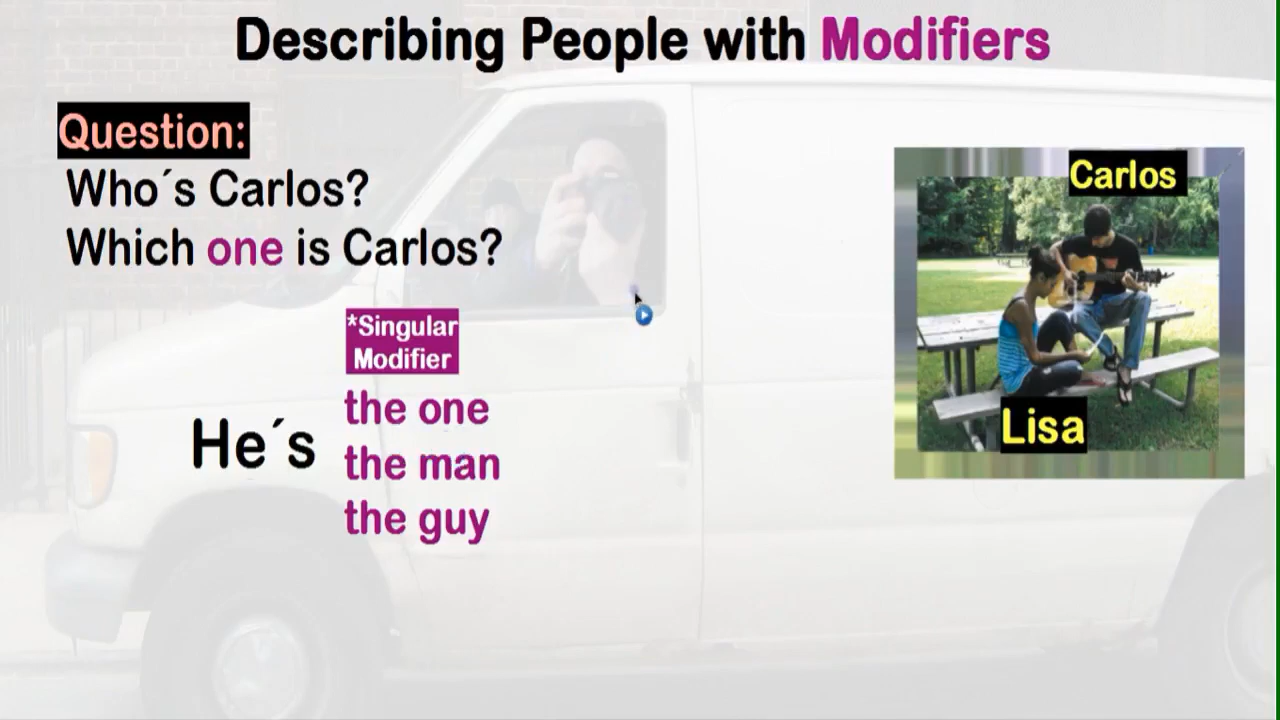 Describing People with Modifiers
Question:
Who´s Carlos?
Which one is Carlos?
*Singular
Modifier
He´s
the one
the man
the guy
Carlos
Lisa